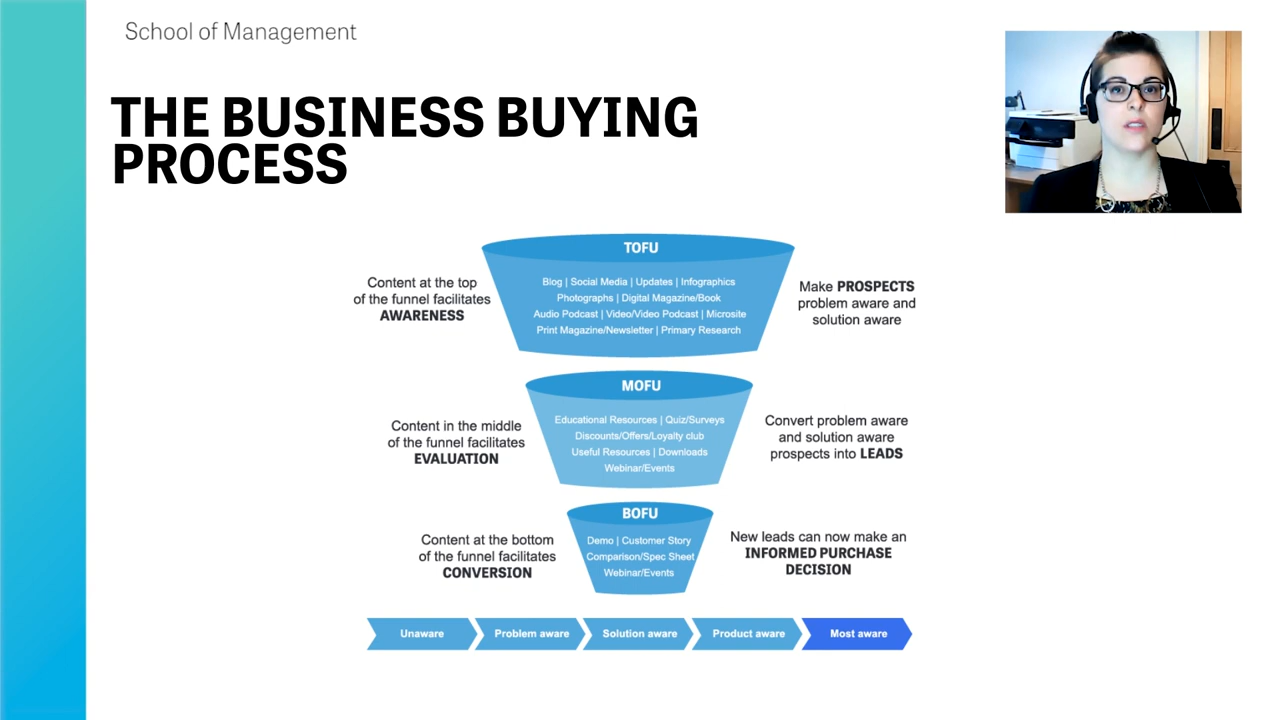 School of Management
THE BUSINESS BUYING
PROCESS
TOFU
Content at the top
of the funnel facilitates
AWARENESS
Blog | Social Media | Updates | Infographics
Photographs | Digital Magazine/Book
Audio Podcast | Video/Video Podcast | Microsite
Print Magazine/Newsletter | Primary Research
Make PROSPECTS
problem aware and
solution aware
MOFU
Content in the middle
of the funnel facilitates
EVALUATION
Educational Resources | Quiz/Surveys
Discounts/Offers/Loyalty club
Useful Resources | Downloads
Webinar/Events
Convert problem aware
and solution aware
prospects into LEADS
BOFU
Content at the bottom
of the funnel facilitates
CONVERSION
Demo | Customer Story
Comparison/Spec Sheet
Webinar/Events
New leads can now make an
INFORMED PURCHASE
DECISION
Unaware
Problem aware
Solution aware
Product aware
Most aware